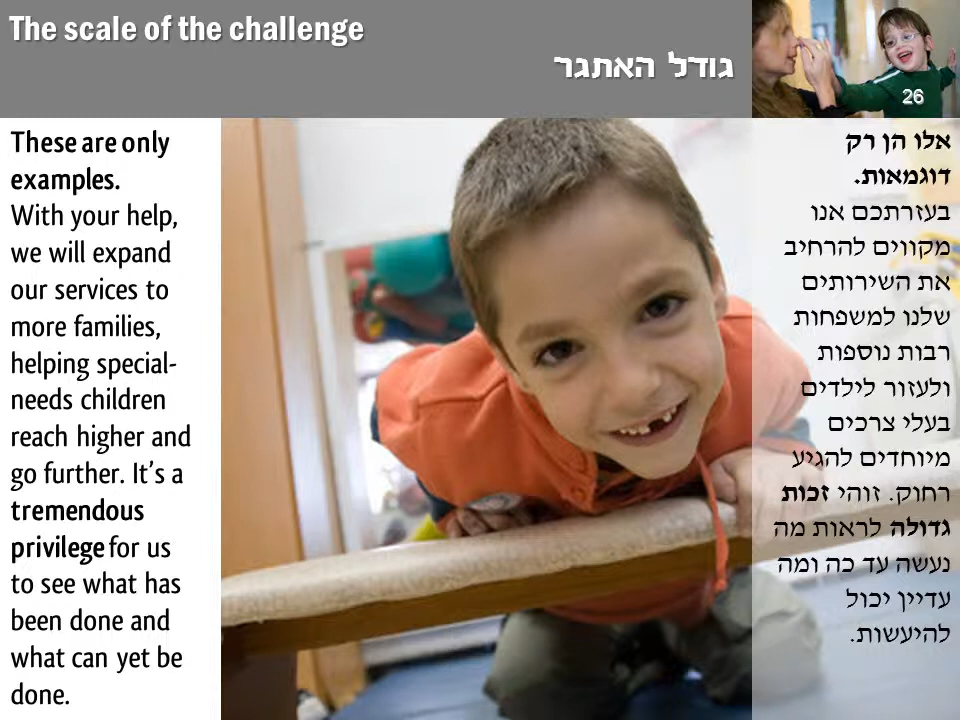 The scale of the challenge
גודל האתגר
26
These are only
examples.
With your help,
we will expand
our services to
more families,
helping special-
needs children
reach higher and
go further. It's a
tremendous
privilege for us
to see what has
been done and
what can yet be
done.
אלו הן רק
דוגמאות.
בעזרתכם אנו
מקווים להרחיב
את השירותים
שלנו למשפחות
רבות נוספות
ולעזור לילדים
בעלי צרכים
מיוחדים להגיע
רחוק. זוהי זכות
גדולה לראות מה
נעשה עד כה ומה
עדיין יכול
להיעשות.